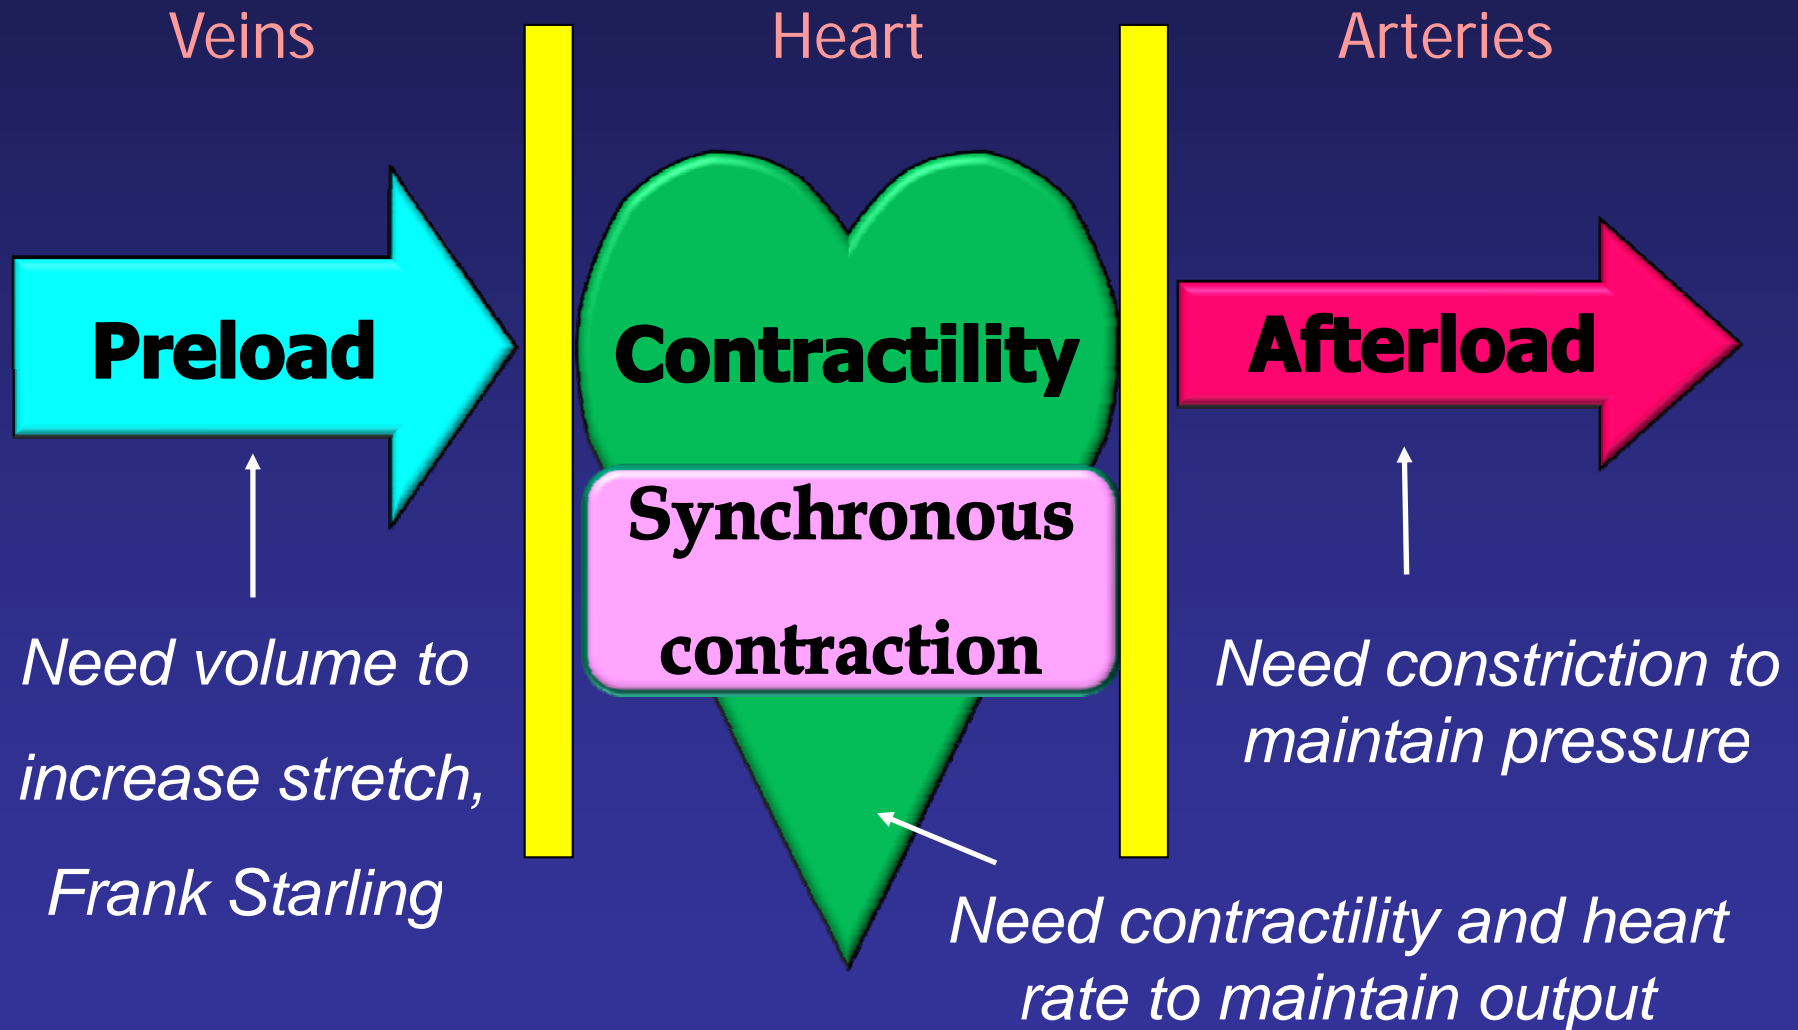 Veins
Heart
Arteries
Preload
Contractility
Afterload
Synchronous
contraction
Need volume to
increase stretch,
Frank Starling
Need constriction to
maintain pressure
Need contractility and heart
rate to maintain output